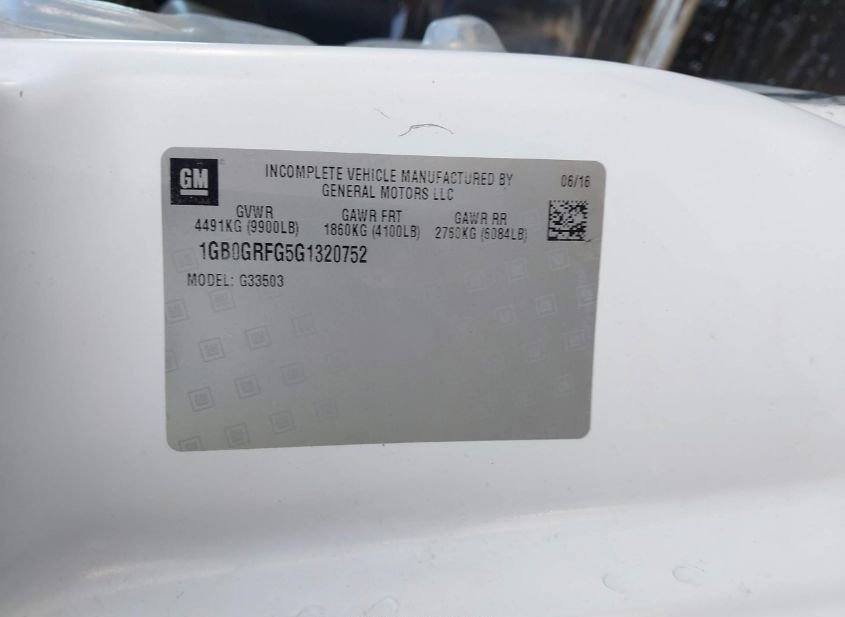 GM
INCOMPLETE VEHICLE MANUFACTURED BY
GENERAL MOTORS LLC
06/16
GVWR GAWR FRT GAWR RR
4491KG (9900LB) 1860KG (4100LB) 2760KG (6084LB)
1GB0GRFG5G1320752
MODEL: G33503